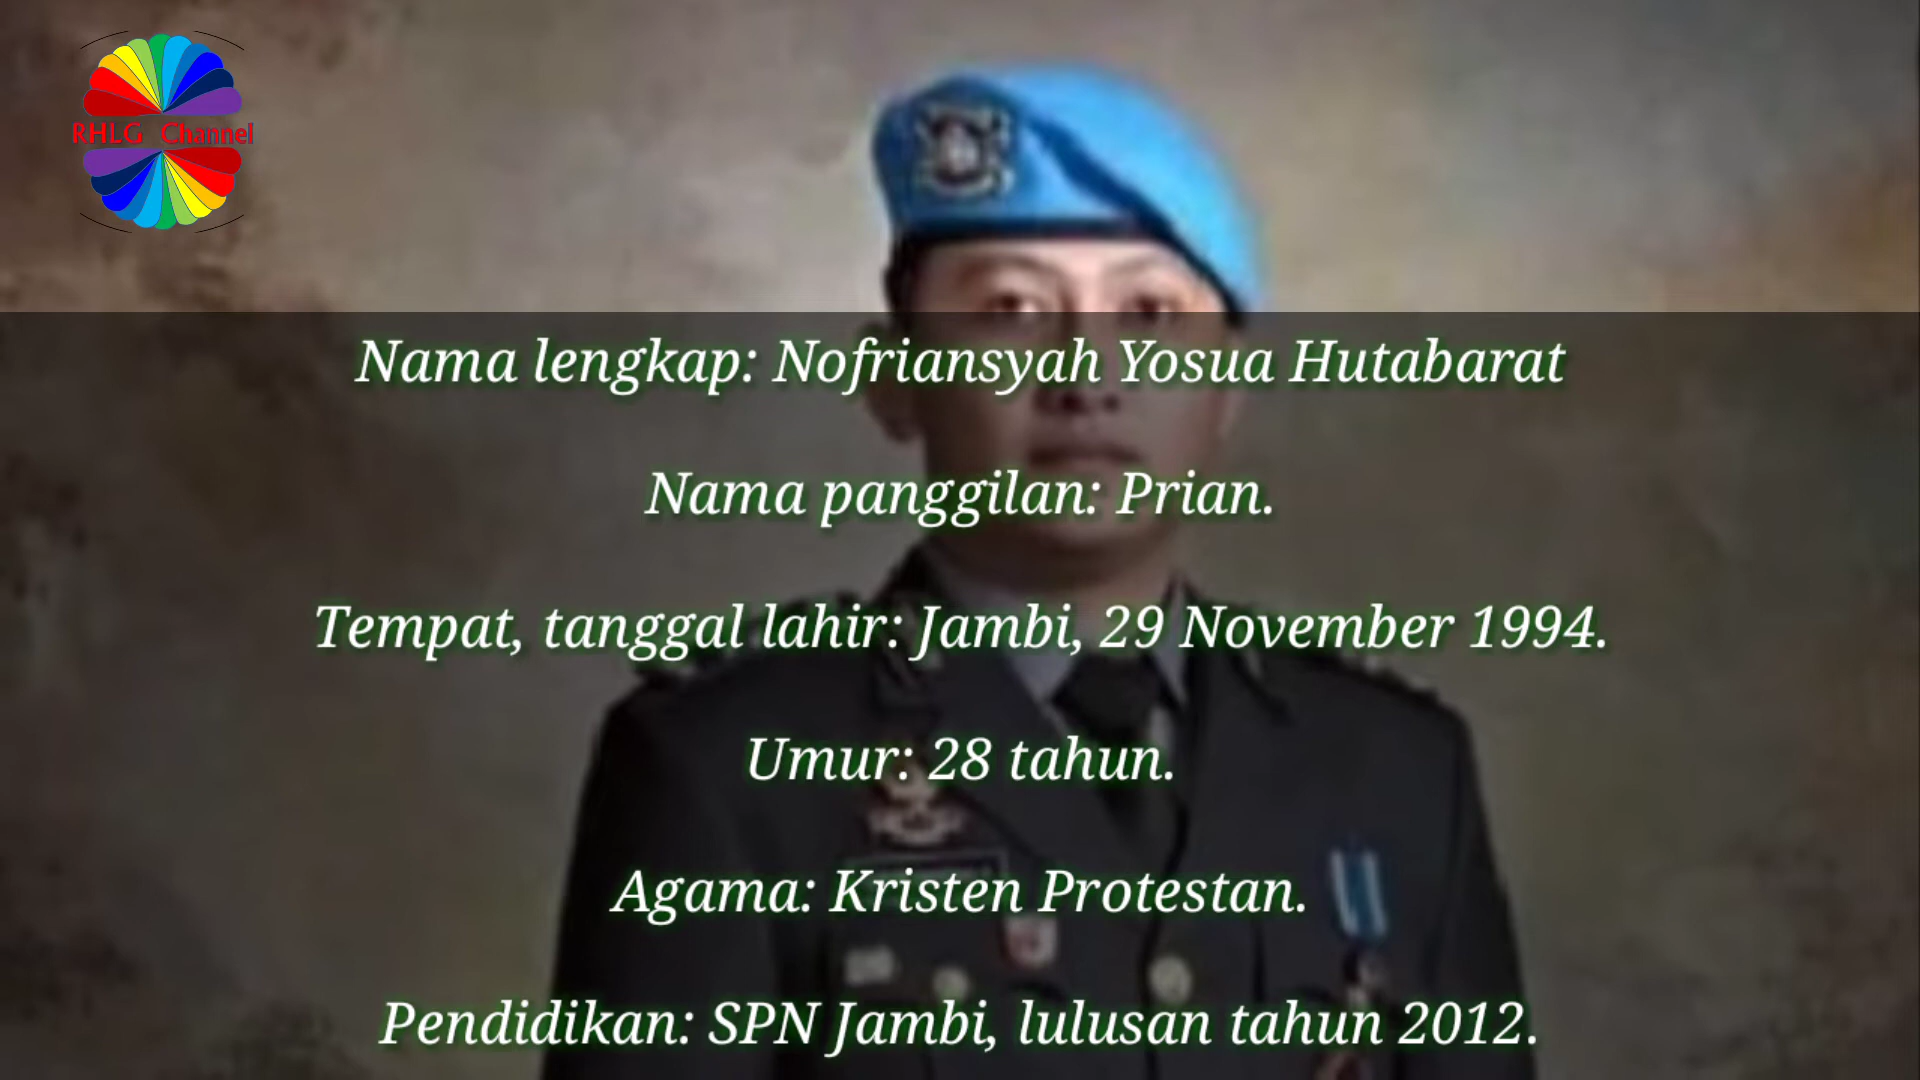 RHLG Channel
Nama lengkap: Nofriansyah Yosua Hutabarat
Nama panggilan: Prian.
Tempat, tanggal lahir: Jambi, 29 November 1994.
Umur: 28 tahun.
Agama: Kristen Protestan.
Pendidikan: SPN Jambi, lulusan tahun 2012.